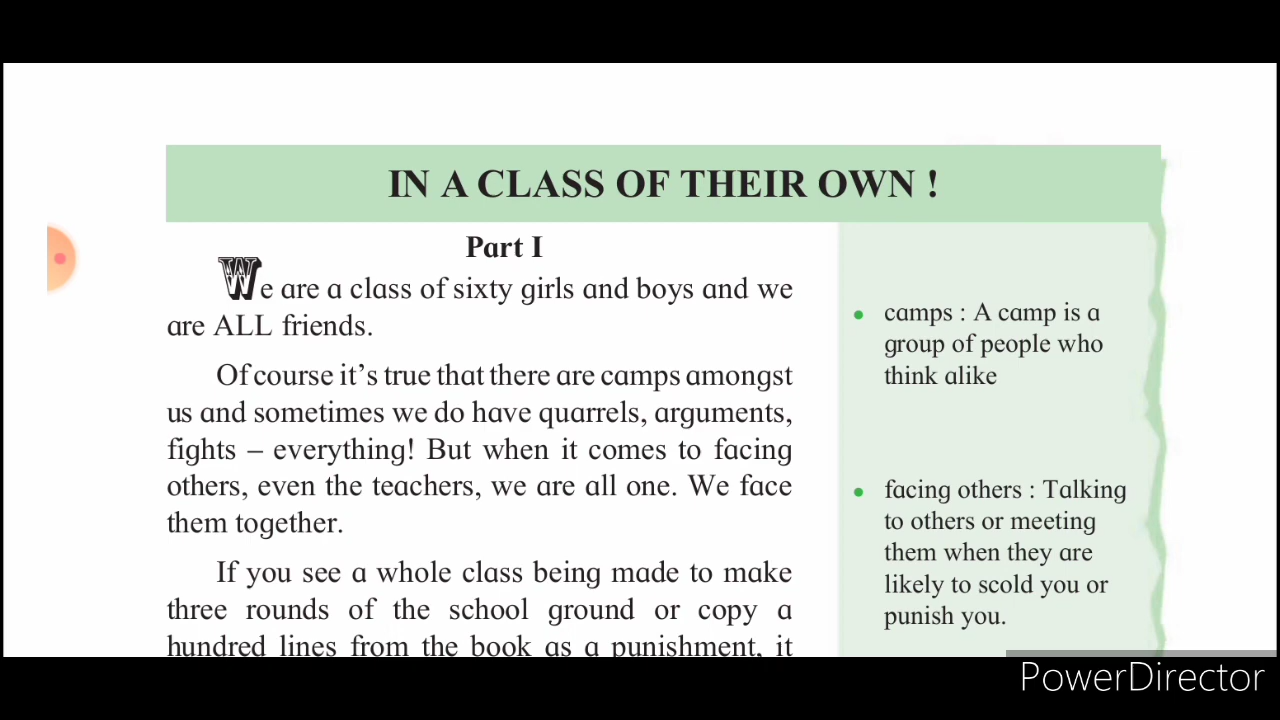 IN A CLASS OF THEIR OWN !
Part I
We are a class of sixty girls and boys and we
are ALL friends.
Of course it's true that there are camps amongst
us and sometimes we do have quarrels, arguments,
fights – everything! But when it comes to facing
others, even the teachers, we are all one. We face
them together.
If you see a whole class being made to make
three rounds of the school ground or copy a
hundred lines from the book as a punishment, it
• camps : A camp is a
group of people who
think alike
• facing others : Talking
to others or meeting
them when they are
likely to scold you or
punish you.
PowerDirector